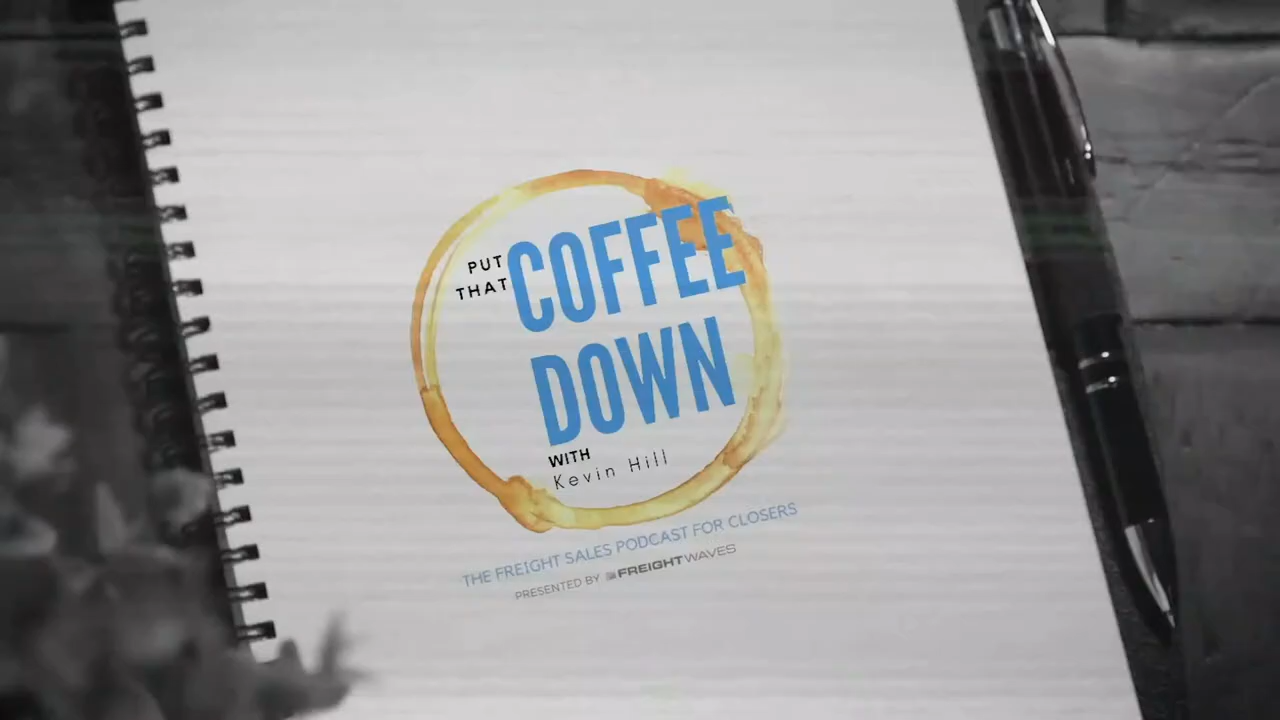 PUT
THAT
COFFEE
DOWN
WITH
Kevin Hill
THE FREIGHT SALES PODCAST FOR CLOSERS
PRESENTED BY FREIGHTWAVES